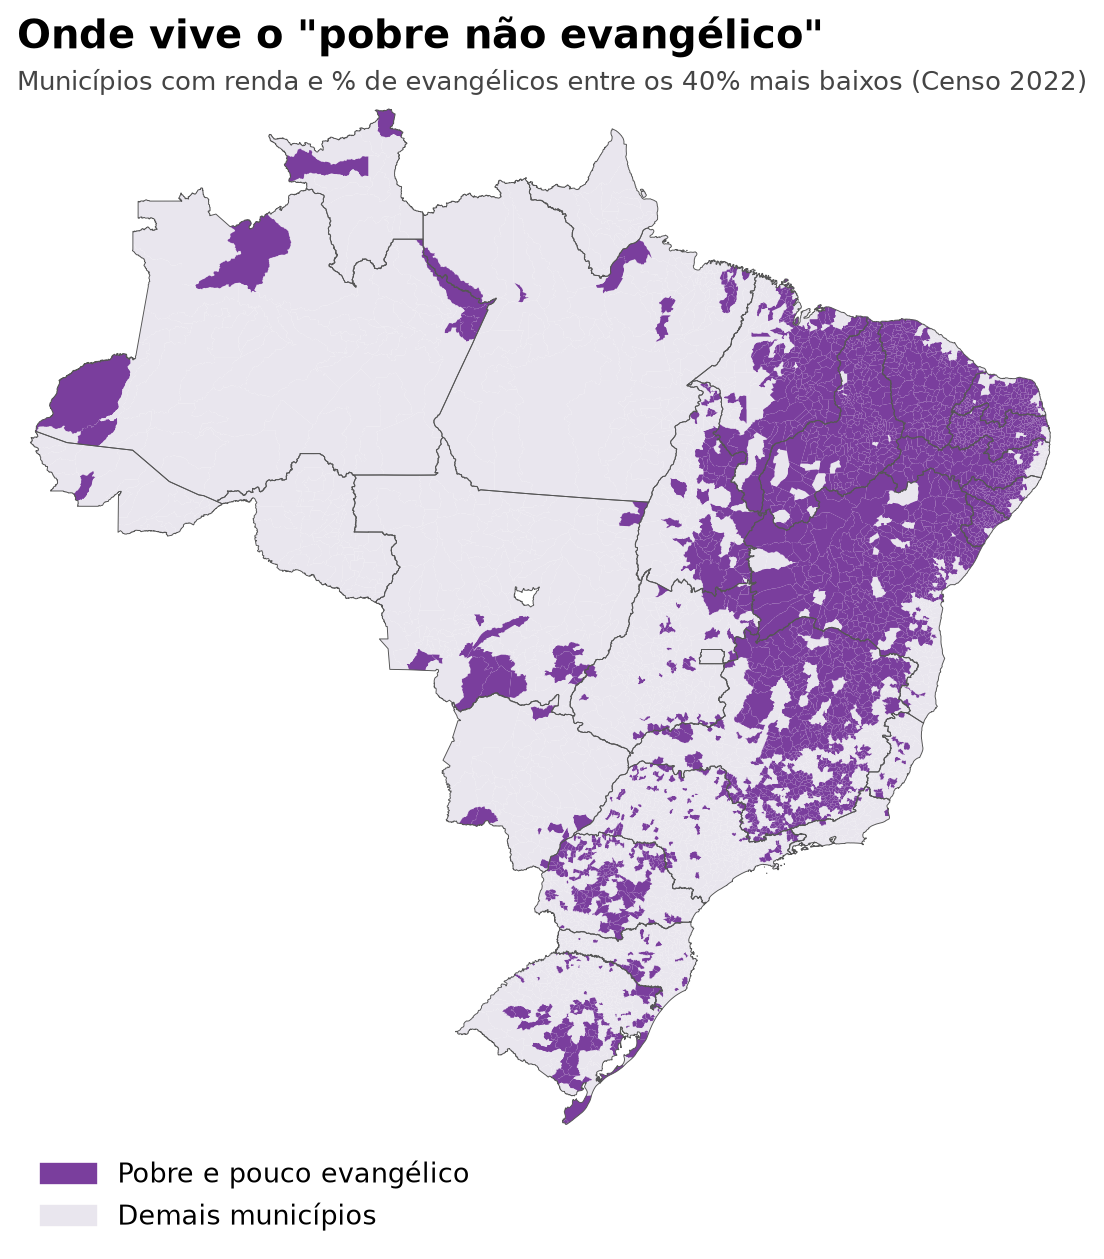 Onde vive o "pobre não evangélico"
Municípios com renda e % de evangélicos entre os 40% mais baixos (Censo 2022)
Pobre e pouco evangélico
Demais municípios